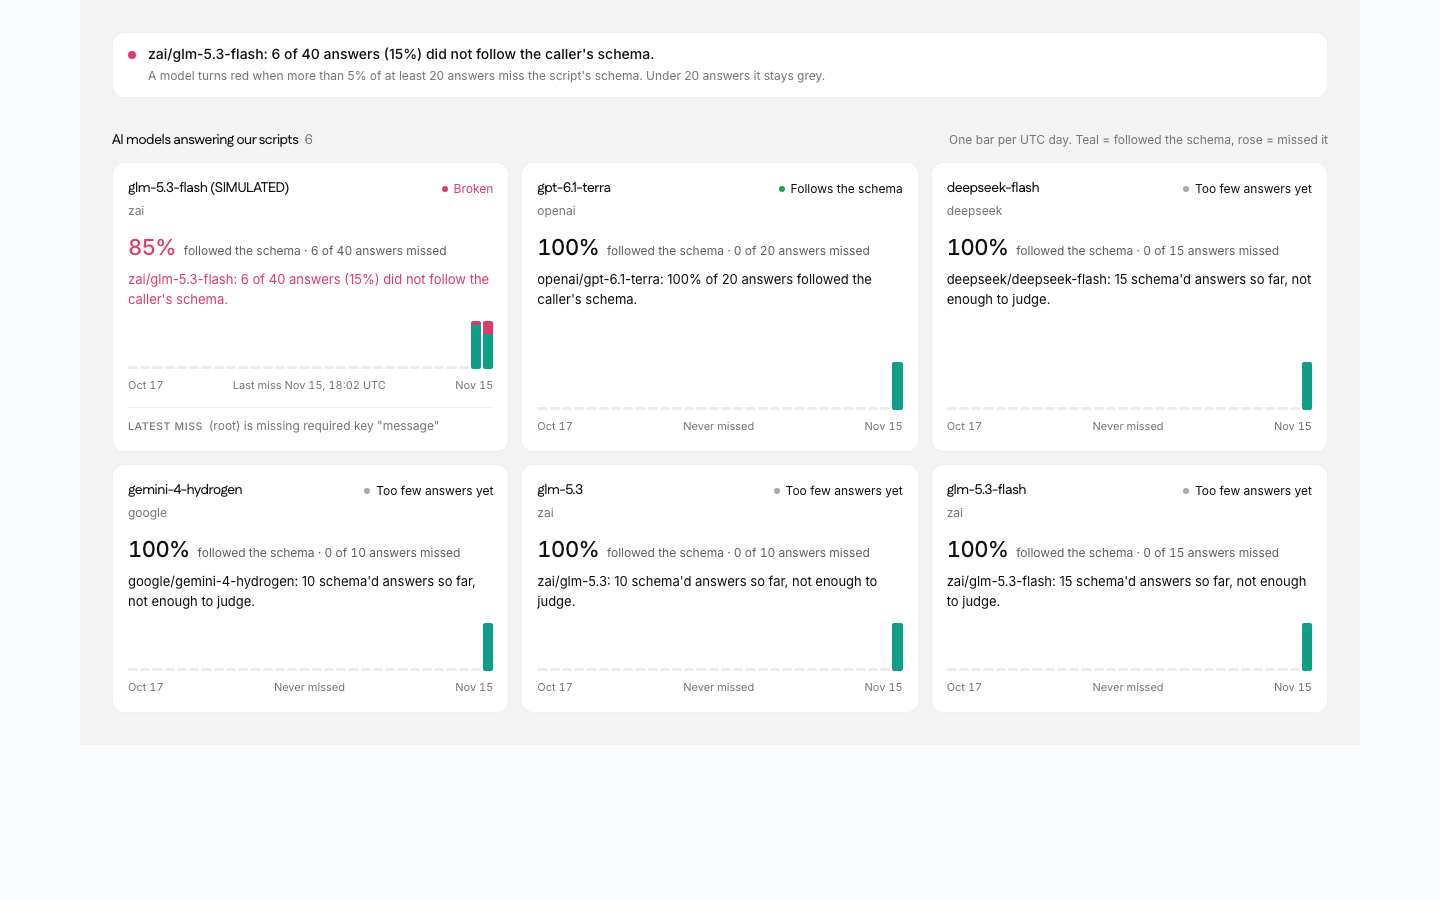 zai/glm-5.3-flash: 6 of 40 answers (15%) did not follow the caller's schema.
A model turns red when more than 5% of at least 20 answers miss the script's schema. Under 20 answers it stays grey.
AI models answering our scripts 6
One bar per UTC day. Teal = followed the schema, rose = missed it
glm-5.3-flash (SIMULATED)
Broken
zai
85% followed the schema · 6 of 40 answers missed
zai/glm-5.3-flash: 6 of 40 answers (15%) did not follow the
caller's schema.
Oct 17
Last miss Nov 15, 18:02 UTC
Nov 15
LATEST MISS (root) is missing required key "message"
gpt-6.1-terra
Follows the schema
openai
100% followed the schema · 0 of 20 answers missed
openai/gpt-6.1-terra: 100% of 20 answers followed the
caller's schema.
Oct 17
Never missed
Nov 15
deepseek-flash
Too few answers yet
deepseek
100% followed the schema · 0 of 15 answers missed
deepseek/deepseek-flash: 15 schema'd answers so far, not
enough to judge.
Oct 17
Never missed
Nov 15
gemini-4-hydrogen
Too few answers yet
google
100% followed the schema · 0 of 10 answers missed
google/gemini-4-hydrogen: 10 schema'd answers so far,
not enough to judge.
Oct 17
Never missed
Nov 15
glm-5.3
Too few answers yet
zai
100% followed the schema · 0 of 10 answers missed
zai/glm-5.3: 10 schema'd answers so far, not enough to
judge.
Oct 17
Never missed
Nov 15
glm-5.3-flash
Too few answers yet
zai
100% followed the schema · 0 of 15 answers missed
zai/glm-5.3-flash: 15 schema'd answers so far, not enough
to judge.
Oct 17
Never missed
Nov 15